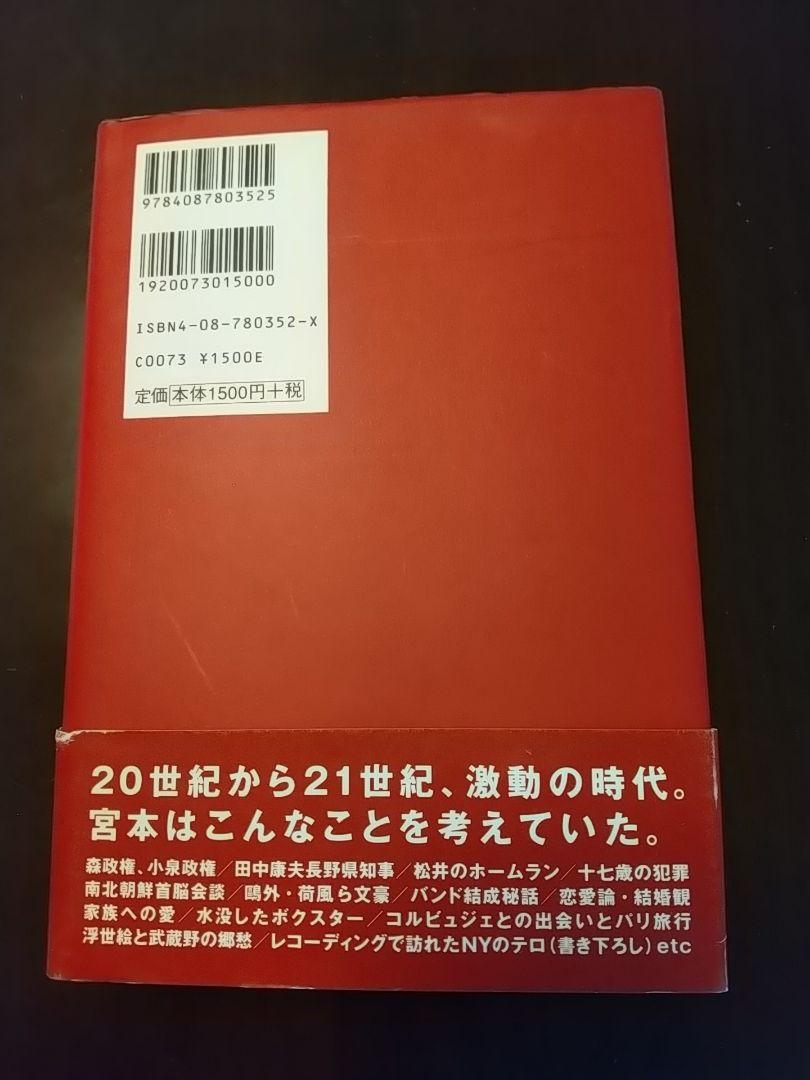 9784087803525
1920073015000
ISBN4-08-780352-X
C0073 ¥1500E
定価 本体1500円+税
20世紀から21世紀、激動の時代。
宮本はこんなことを考えていた。
森政権、小泉政権/田中康夫長野県知事/松井のホームラン/十七歳の犯罪
南北朝鮮首脳会談/鷗外・荷風ら文豪/バンド結成秘話/恋愛論・結婚観
家族への愛/水没したボクスター/コルビュジェとの出会いとパリ旅行
浮世絵と武蔵野の郷愁/レコーディングで訪れたNYのテロ(書き下ろし)etc